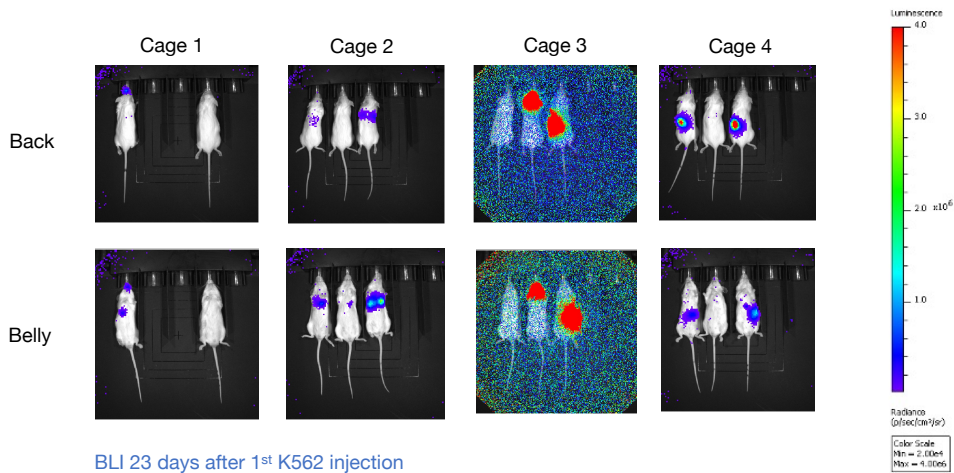 Luminescence
Cage 1 Cage 2 Cage 3 Cage 4
4.0
Back
3.0
2.0 x10⁶
Belly
1.0
Radiance
(p/sec/cm²/sr)
Color Scale
Min = 2.00e4
Max = 4.00e6
BLI 23 days after 1st K562 injection